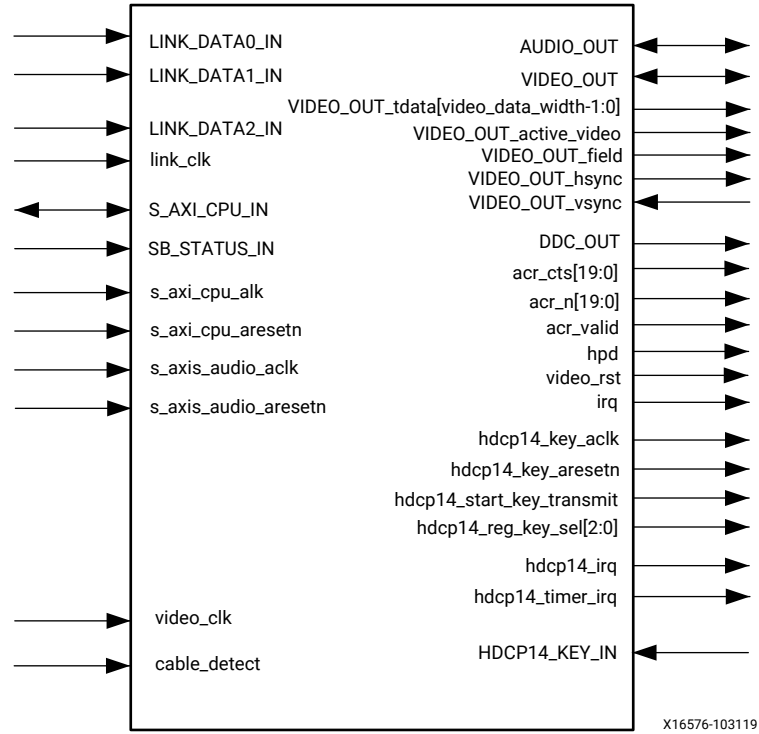 LINK_DATA0_IN
LINK_DATA1_IN
LINK_DATA2_IN
link_clk
S_AXI_CPU_IN
SB_STATUS_IN
s_axi_cpu_alk
s_axi_cpu_aresetn
s_axis_audio_aclk
s_axis_audio_aresetn
video_clk
cable_detect
AUDIO_OUT
VIDEO_OUT
VIDEO_OUT_tdata[video_data_width-1:0]
VIDEO_OUT_active_video
VIDEO_OUT_field
VIDEO_OUT_hsync
VIDEO_OUT_vsync
DDC_OUT
acr_cts[19:0]
acr_n[19:0]
acr_valid
hpd
video_rst
irq
hdcp14_key_aclk
hdcp14_key_aresetn
hdcp14_start_key_transmit
hdcp14_reg_key_sel[2:0]
hdcp14_irq
hdcp14_timer_irq
HDCP14_KEY_IN
X16576-103119